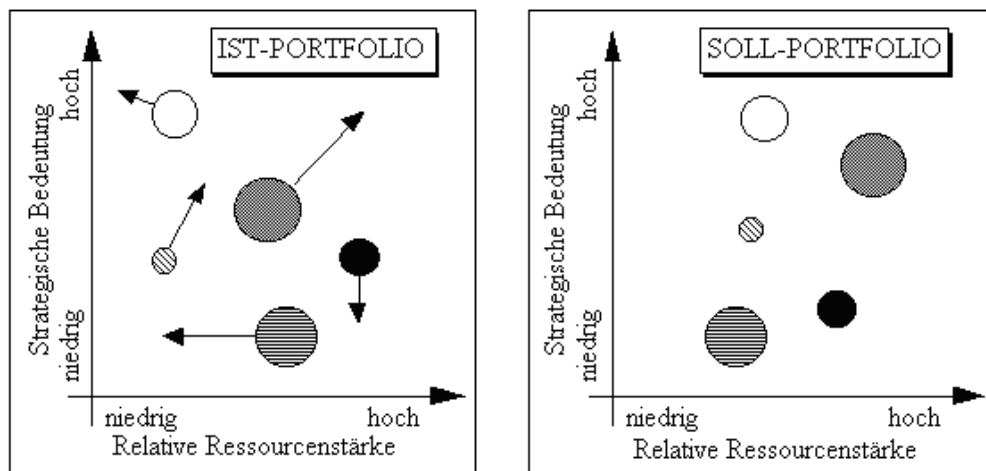 IST-PORTFOLIO
Strategische Bedeutung
niedrig
hoch
niedrig
hoch
Relative Ressourcenstärke
SOLL-PORTFOLIO
Strategische Bedeutung
niedrig
hoch
niedrig
hoch
Relative Ressourcenstärke